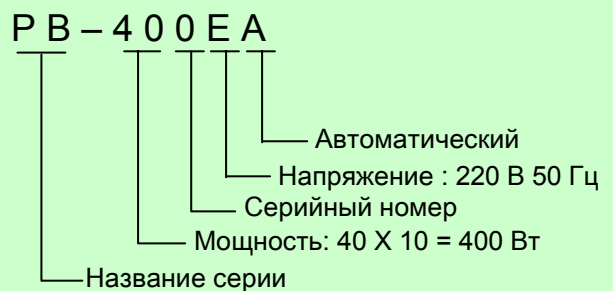 PB – 400EA
Автоматический
Напряжение : 220 В 50 Гц
Серийный номер
Мощность: 40 Х 10 = 400 Вт
Название серии